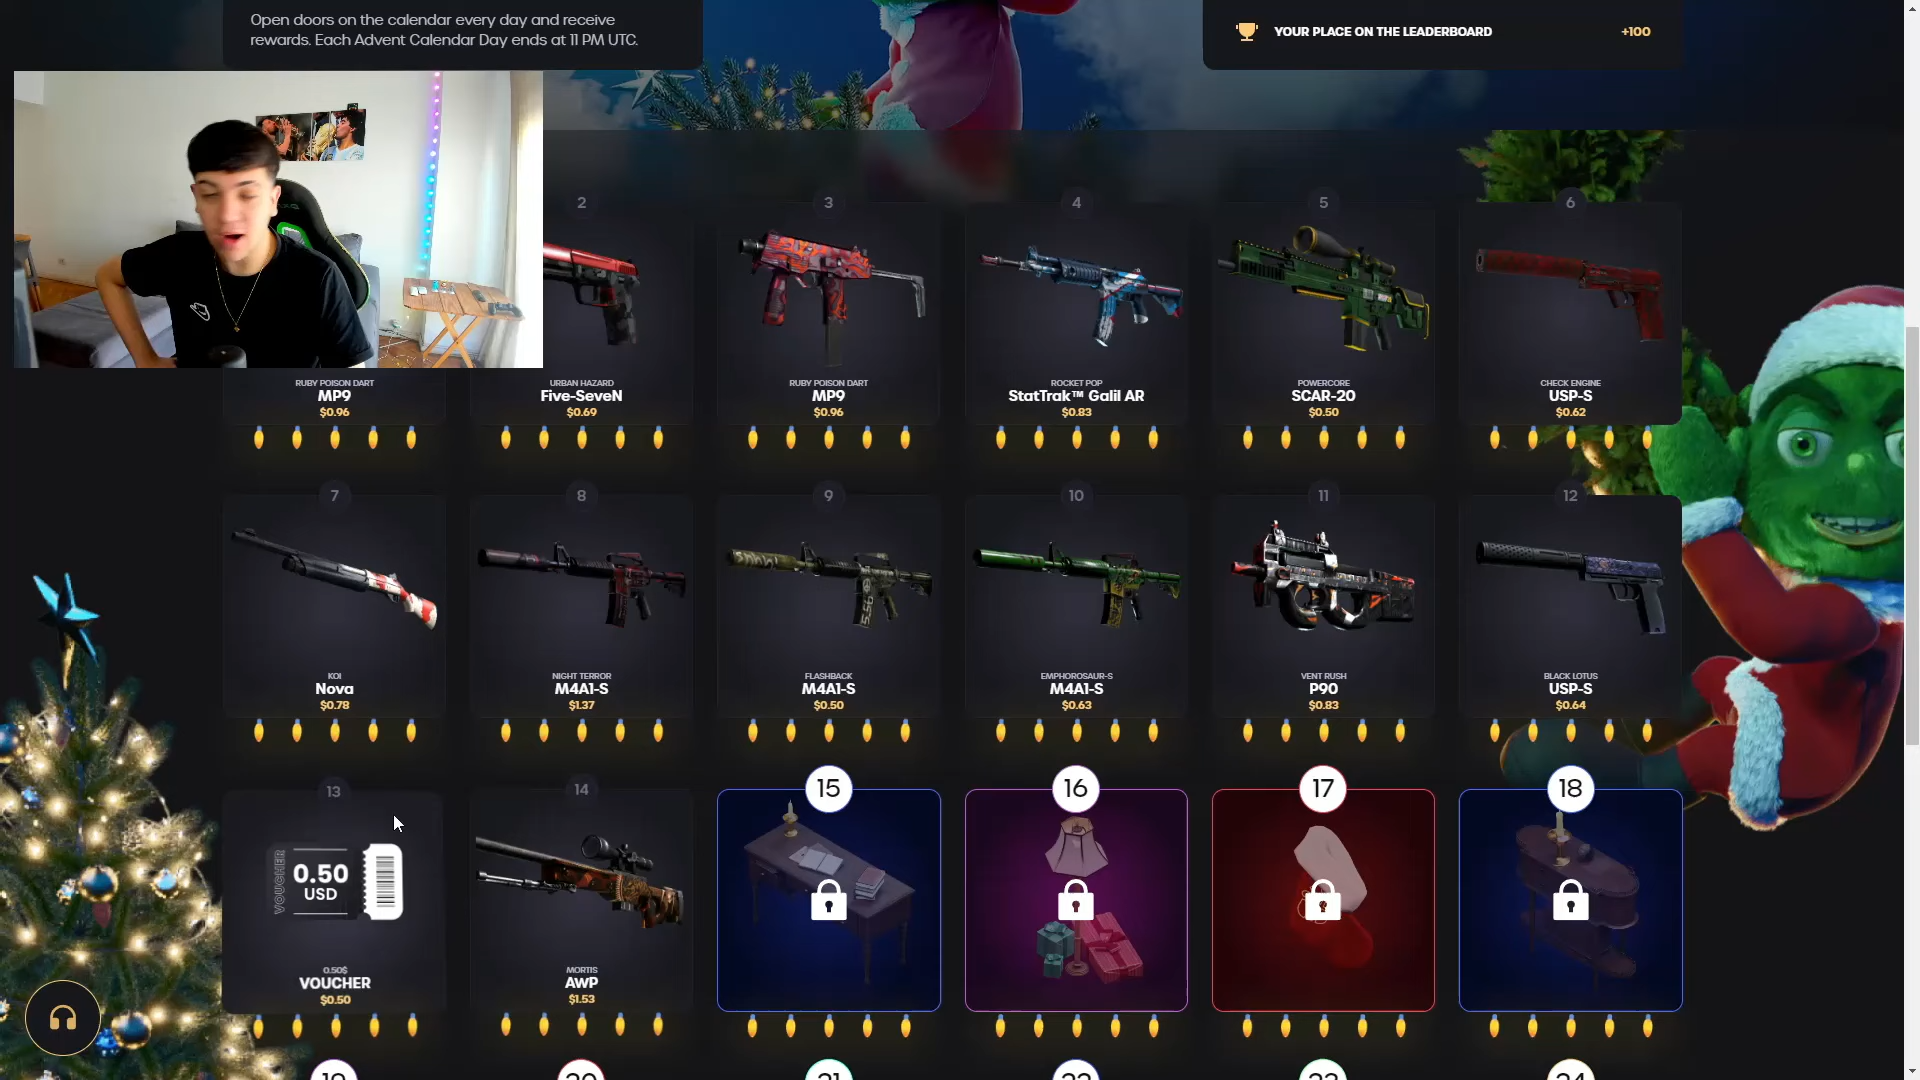 Open doors on the calendar every day and receive
rewards. Each Advent Calendar Day ends at 11 PM UTC.
YOUR PLACE ON THE LEADERBOARD
+100
2
3
4
5
6
RUBY POISON DART
MP9
$0.96
URBAN HAZARD
Five-SeveN
$0.69
RUBY POISON DART
MP9
$0.96
ROCKET POP
StatTrak™ Galil AR
$0.83
POWERCORE
SCAR-20
$0.50
CHECK ENGINE
USP-S
$0.62
7
8
9
10
11
12
KOI
Nova
$0.78
NIGHT TERROR
M4A1-S
$1.37
FLASHBACK
M4A1-S
$0.50
EMPHOROSAUR-S
M4A1-S
$0.63
VENT RUSH
P90
$0.83
BLACK LOTUS
USP-S
$0.64
13
14
15
16
17
18
VOUCHER
0.50
USD
0.50$
VOUCHER
$0.50
MORTIS
AWP
$1.53
19
20
21
22
23
24